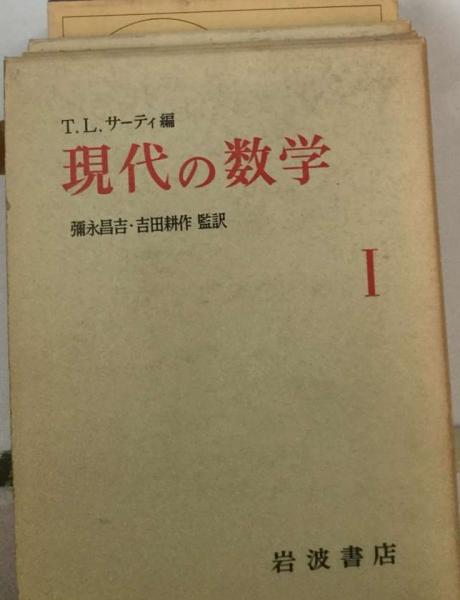 T.L.サーティ編
現代の数学
彌永昌吉・吉田耕作 監訳
I
岩波書店